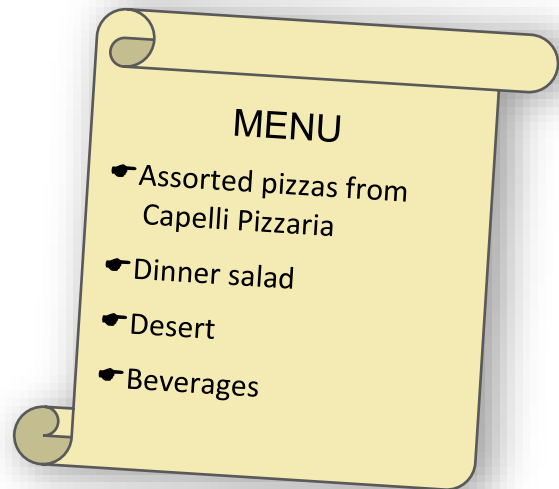 MENU
☛Assorted pizzas from
Capelli Pizzaria
☛Dinner salad
☛Desert
☛Beverages